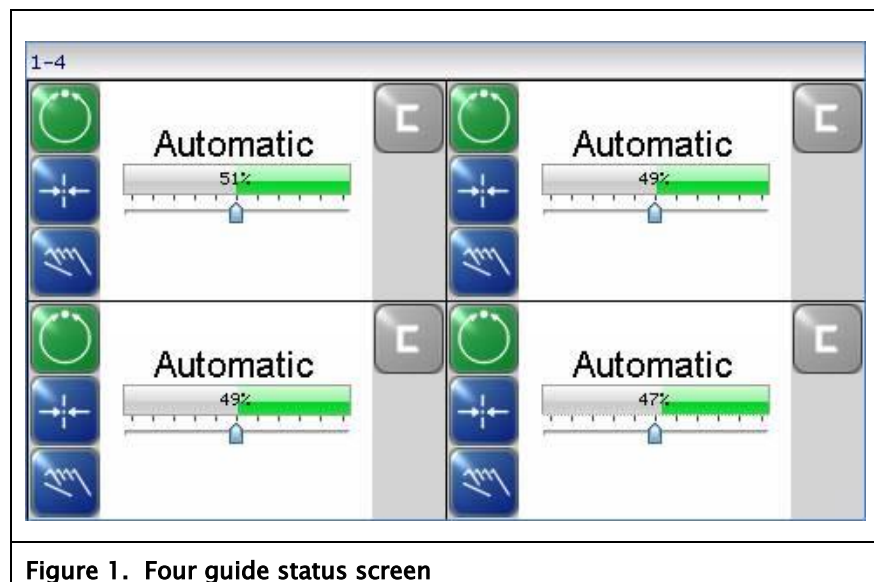 1-4
Automatic
51%
Automatic
49%
Automatic
49%
Automatic
47%
Figure 1. Four guide status screen